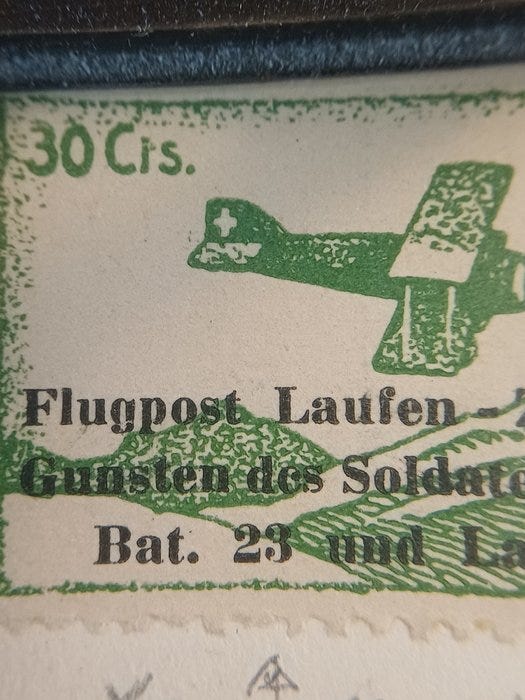 30 Cts.
Flugpost Laufen -
Gunsten des Soldate
Bat. 23 und La